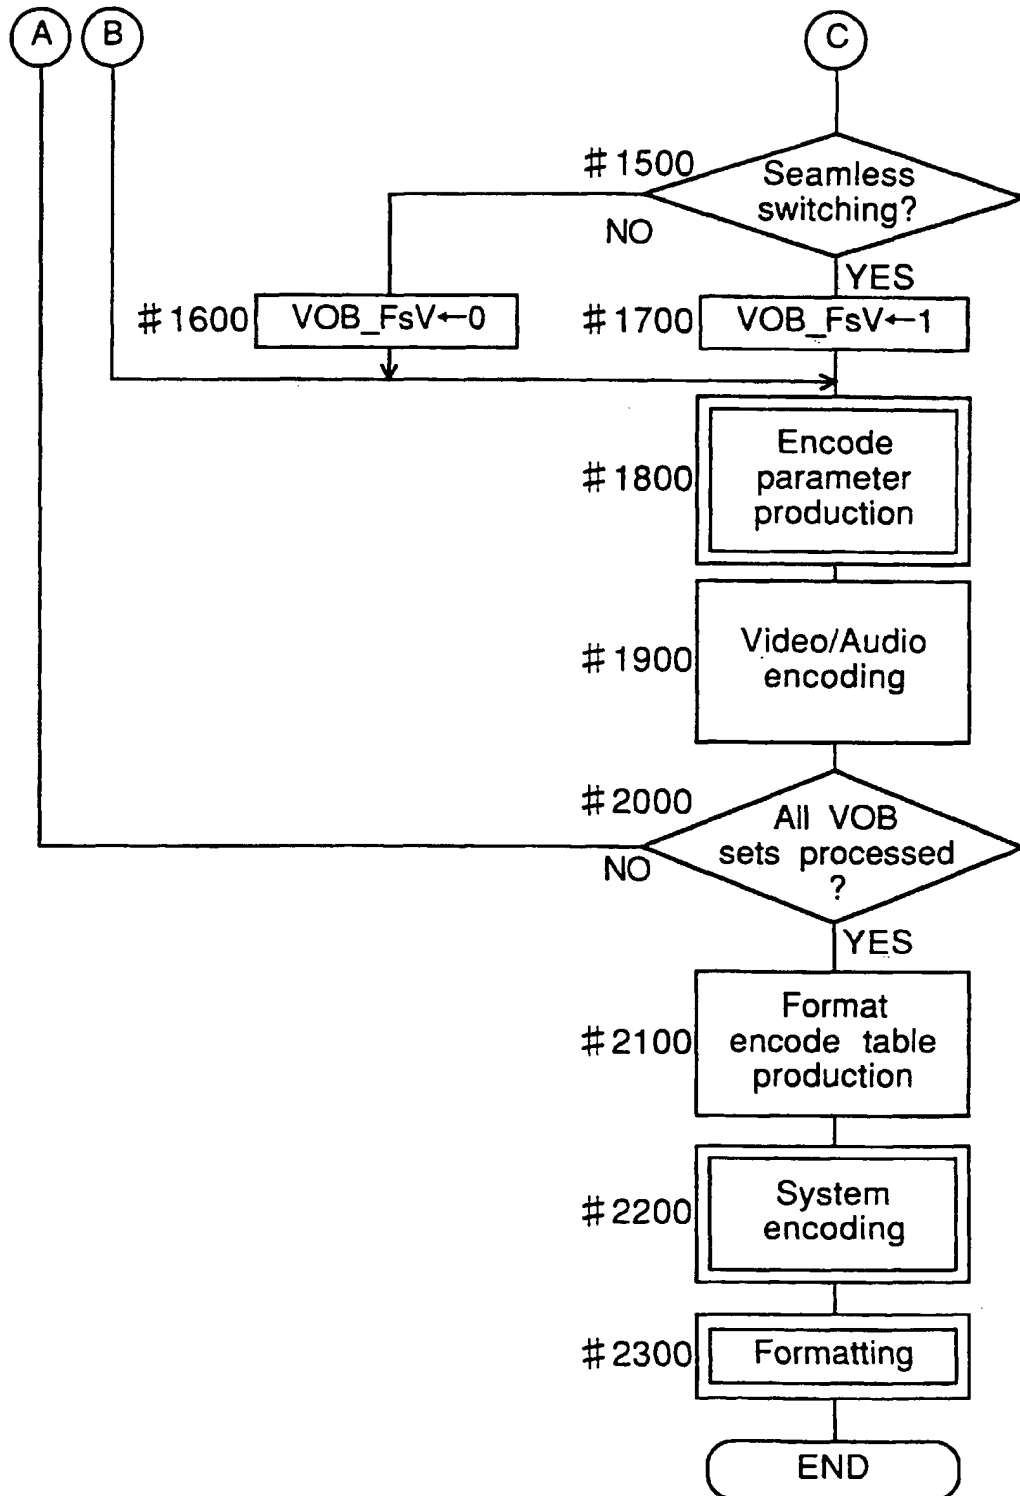 A B C
#1500
Seamless
switching?
NO
YES
#1600 VOB_FsV←0
#1700 VOB_FsV←1
#1800
Encode
parameter
production
#1900
Video/Audio
encoding
#2000
All VOB
sets processed
?
NO
YES
#2100
Format
encode table
production
#2200
System
encoding
#2300 Formatting
END